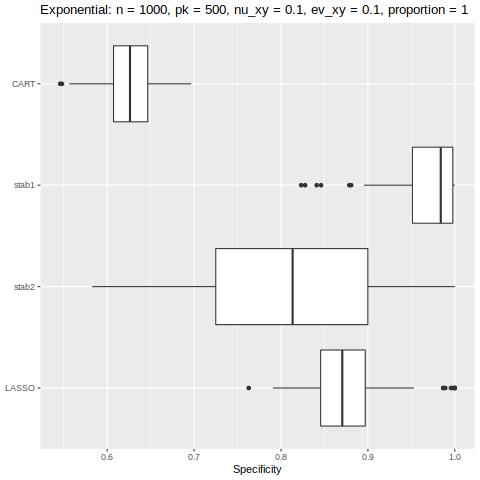 Exponential: n = 1000, pk = 500, nu_xy = 0.1, ev_xy = 0.1, proportion = 1
CART
stab1
stab2
LASSO
0.6 0.7 0.8 0.9 1.0
Specificity